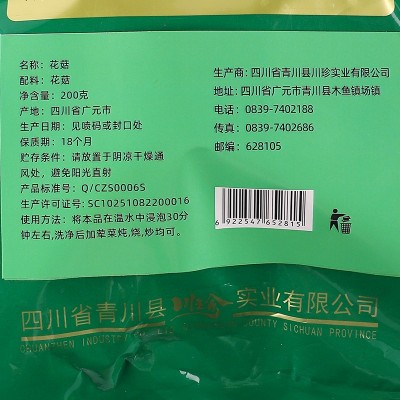 名称：花菇
配料：花菇
净含量：200克
产地：四川省广元市
生产日期：见喷码或封口处
保质期：18个月
贮存条件：请放置于阴凉干燥通
风处，避免阳光直射
产品标准号：Q/CZS0006S
生产许可证号：SC10251082200016
使用方法：将本品在温水中浸泡30分
钟左右,洗净后加荤菜炖,烧,炒均可。
生产商：四川省青川县川珍实业有限公司
地址：四川省广元市青川县木鱼镇场镇
电话：0839-7402188
传真：0839-7402686
邮编：628105
6922547652815
四川省青川县 川珍 实业有限公司
COUNTY SICHUAN PROVINCE